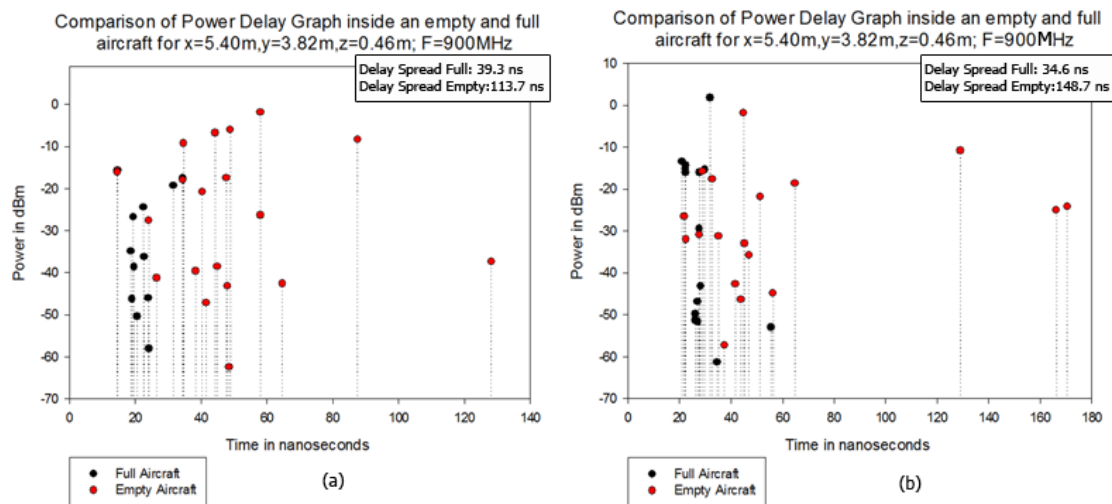 Comparison of Power Delay Graph inside an empty and full
aircraft for x=5.40m,y=3.82m,z=0.46m; F=900MHz
Delay Spread Full: 39.3 ns
Delay Spread Empty:113.7 ns
Power in dBm
0
-10
-20
-30
-40
-50
-60
-70
0
20
40
60
80
100
120
140
Time in nanoseconds
Full Aircraft
Empty Aircraft
(a)
Comparison of Power Delay Graph inside an empty and full
aircraft for x=5.40m,y=3.82m,z=0.46m; F=900MHz
Delay Spread Full: 34.6 ns
Delay Spread Empty:148.7 ns
Power in dBm
10
0
-10
-20
-30
-40
-50
-60
-70
0
20
40
60
80
100
120
140
160
180
Time in nanoseconds
Full Aircraft
Empty Aircraft
(b)